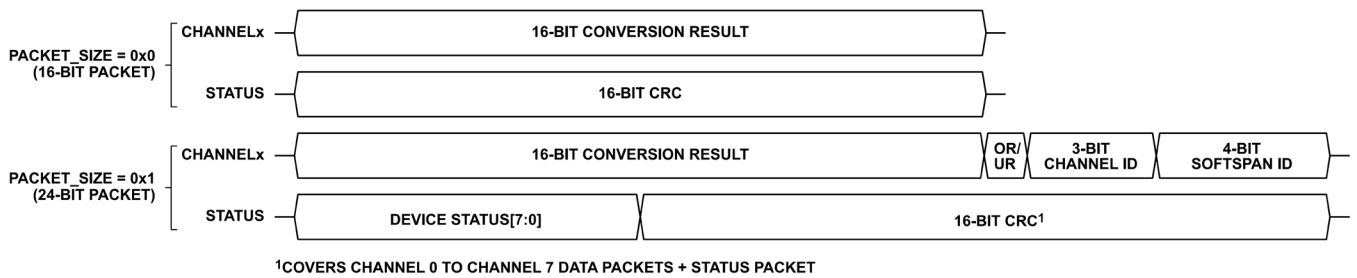 PACKET_SIZE = 0x0
(16-BIT PACKET)
CHANNELx
16-BIT CONVERSION RESULT
STATUS
16-BIT CRC
PACKET_SIZE = 0x1
(24-BIT PACKET)
CHANNELx
16-BIT CONVERSION RESULT
OR/
UR
3-BIT
CHANNEL ID
4-BIT
SOFTSPAN ID
STATUS
DEVICE STATUS[7:0]
16-BIT CRC¹
¹COVERS CHANNEL 0 TO CHANNEL 7 DATA PACKETS + STATUS PACKET